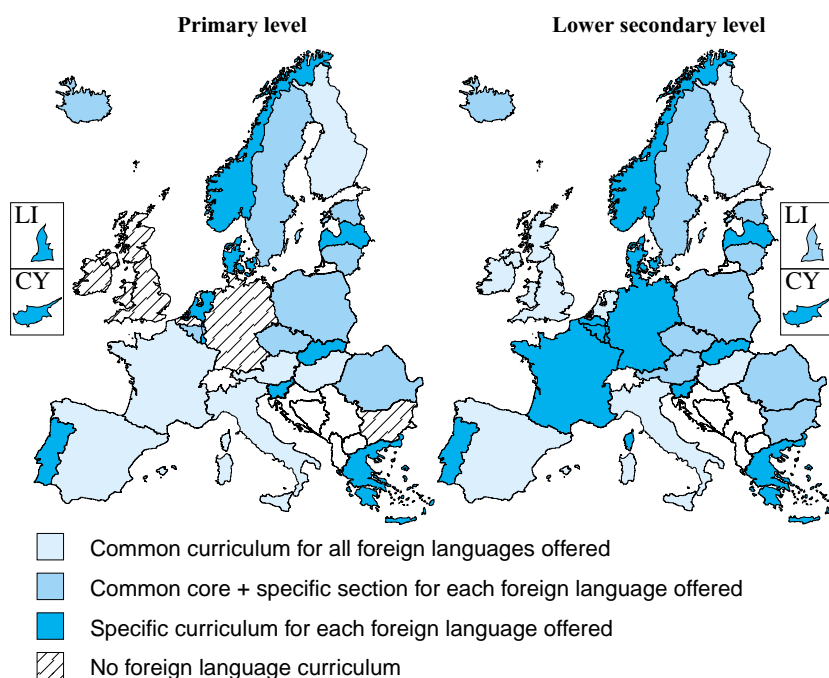 Primary level
Lower secondary level
LI
CY
LI
CY
Common curriculum for all foreign languages offered
Common core + specific section for each foreign language offered
Specific curriculum for each foreign language offered
No foreign language curriculum